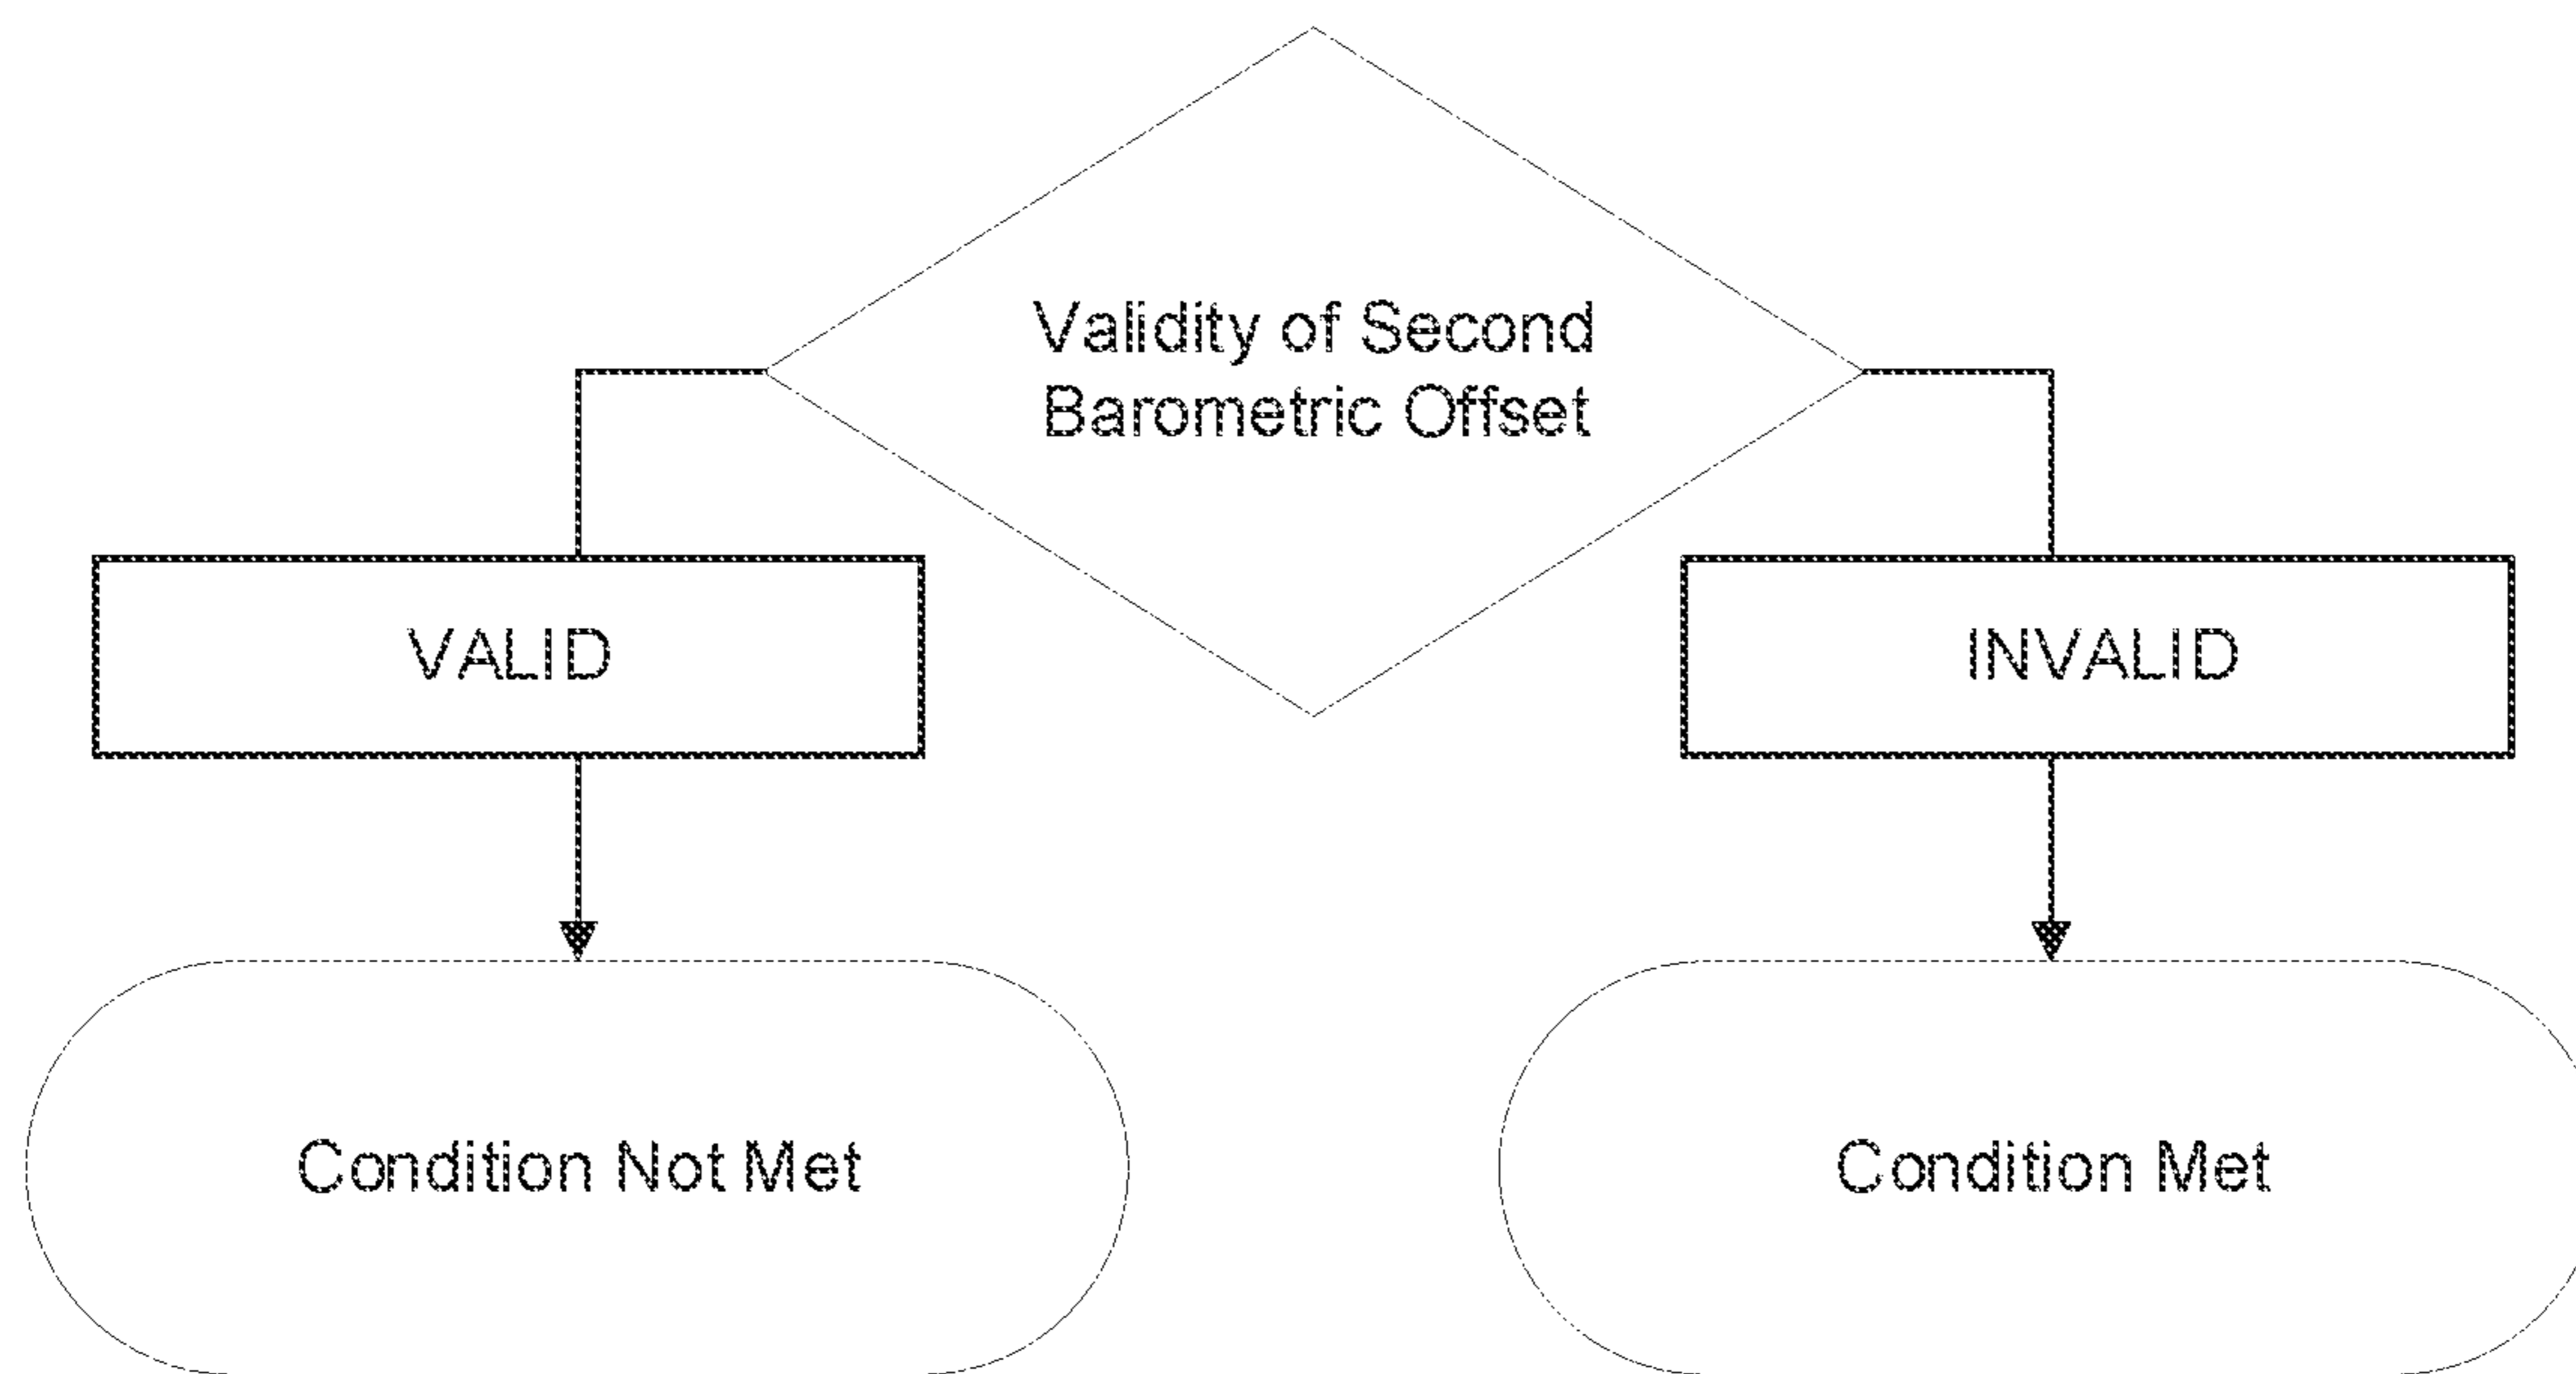 Validity of Second
Barometric Offset
VALID
INVALID
Condition Not Met
Condition Met